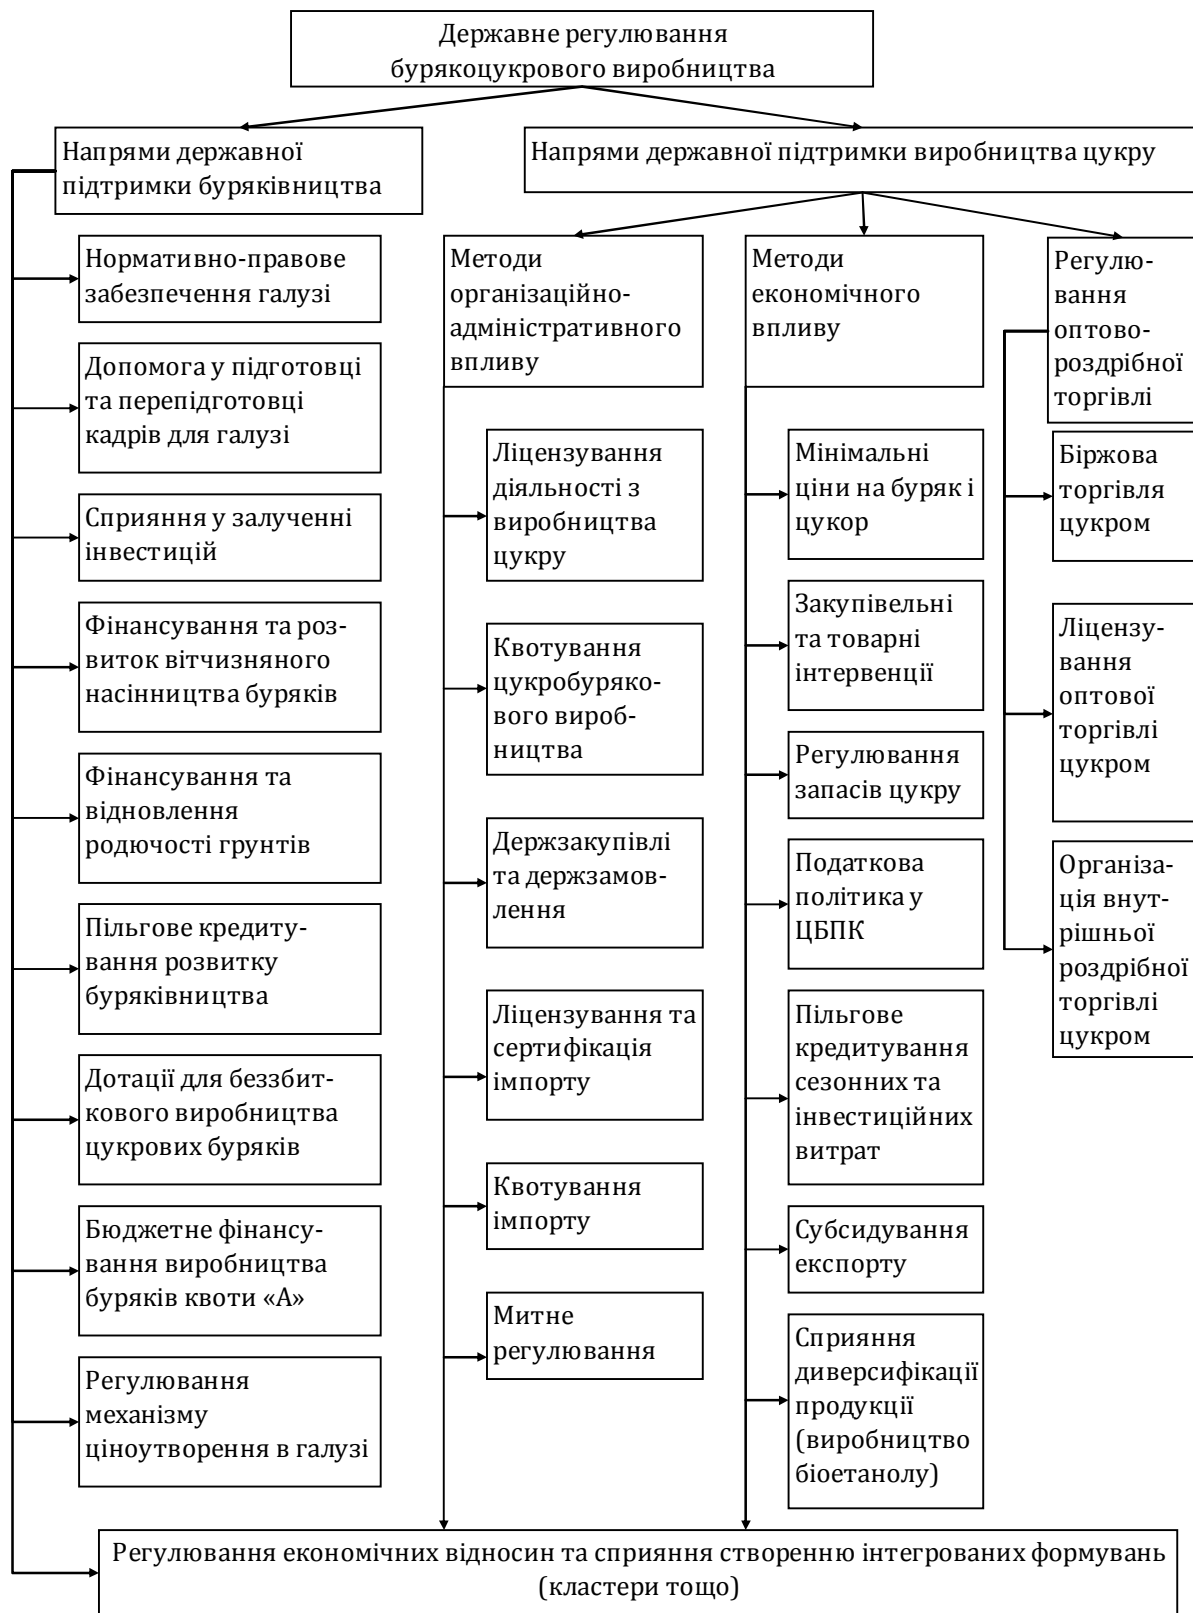 Державне регулювання
бурякоцукрового виробництва
Напрями державної
підтримки буряківництва
Напрями державної підтримки виробництва цукру
Нормативно-правове
забезпечення галузі
Допомога у підготовці
та перепідготовці
кадрів для галузі
Сприяння у залученні
інвестицій
Фінансування та роз-
виток вітчизняного
насінництва буряків
Фінансування та
відновлення
родючості грунтів
Пільгове кредиту-
вання розвитку
буряківництва
Дотації для беззбит-
кового виробництва
цукрових буряків
Бюджетне фінансу-
вання виробництва
буряків квоти «А»
Регулювання
механізму
ціноутворення в галузі
Методи
організаційно-
адміністративного
впливу
Ліцензування
діяльності з
виробництва
цукру
Квотування
цукробуряко-
вого вироб-
ництва
Держзакупівлі
та держзамов-
лення
Ліцензування та
сертифікація
імпорту
Квотування
імпорту
Митне
регулювання
Методи
економічного
впливу
Мінімальні
ціни на буряк і
цукор
Закупівельні
та товарні
інтервенції
Регулювання
запасів цукру
Податкова
політика у
ЦБПК
Пільгове
кредитування
сезонних та
інвестиційних
витрат
Субсидування
експорту
Сприяння
диверсифікації
продукції
(виробництво
біоетанолу)
Регулю-
вання
оптово-
роздрібної
торгівлі
Біржова
торгівля
цукром
Ліцензу-
вання
оптової
торгівлі
цукром
Організа-
ція внут-
рішньої
роздрібної
торгівлі
цукром
Регулювання економічних відносин та сприяння створенню інтегрованих формувань
(кластери тощо)